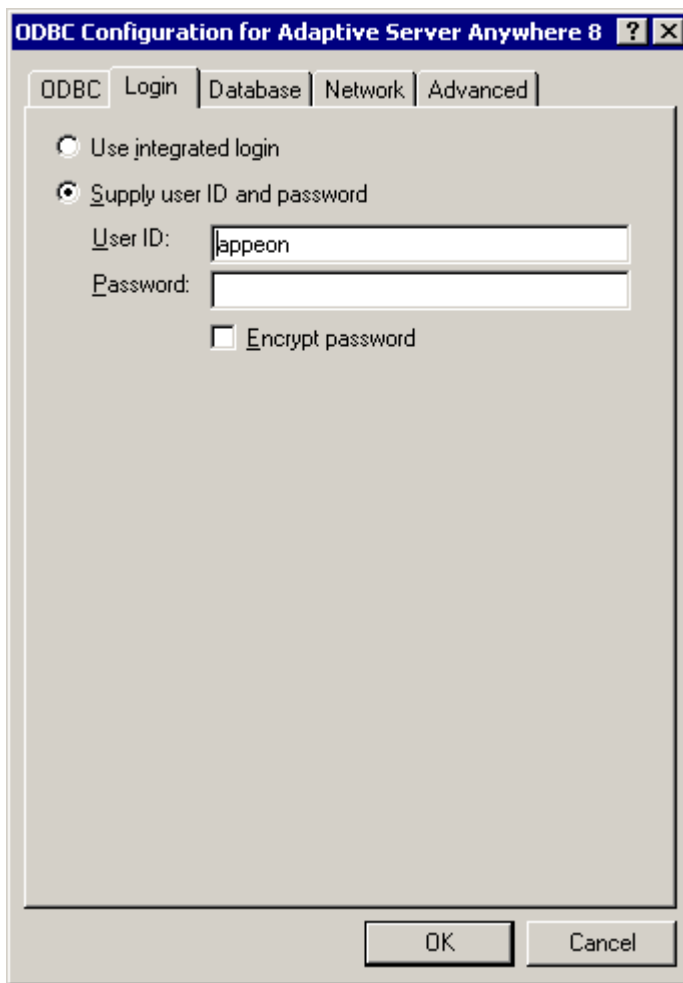 ODBC Configuration for Adaptive Server Anywhere 8
ODBC Login Database Network Advanced
Use integrated login
Supply user ID and password
User ID: appeon
Password:
Encrypt password
OK Cancel